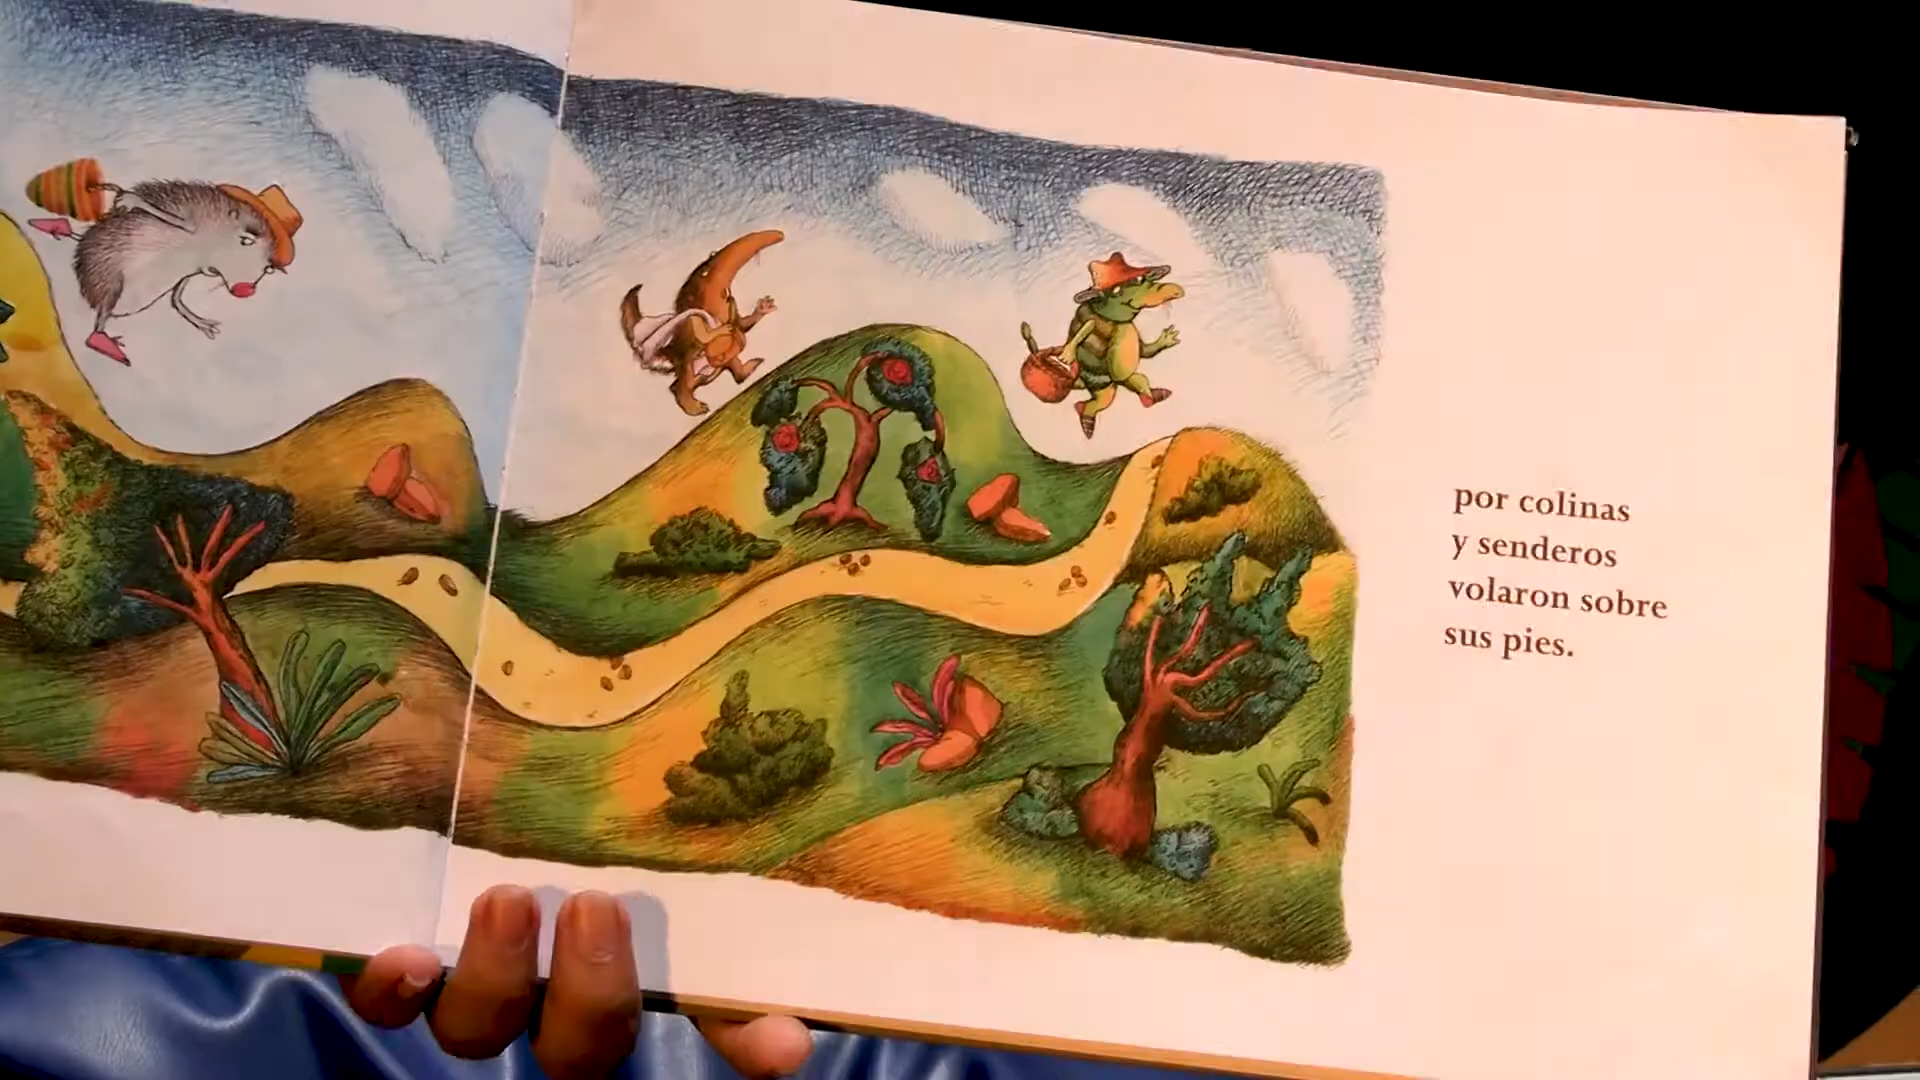 por colinas
y senderos
volaron sobre
sus pies.